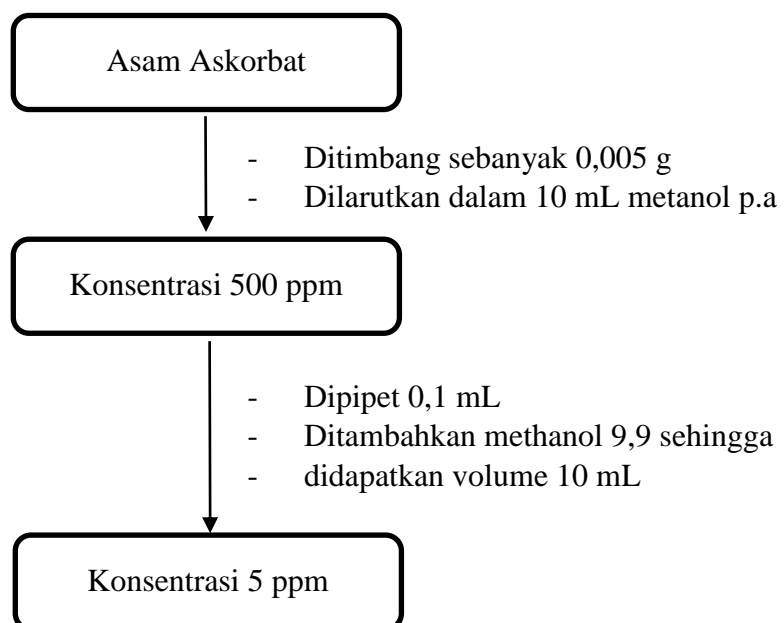 Asam Askorbat
- Ditimbang sebanyak 0,005 g
- Dilarutkan dalam 10 mL metanol p.a
Konsentrasi 500 ppm
- Dipipet 0,1 mL
- Ditambahkan methanol 9,9 sehingga
- didapatkan volume 10 mL
Konsentrasi 5 ppm